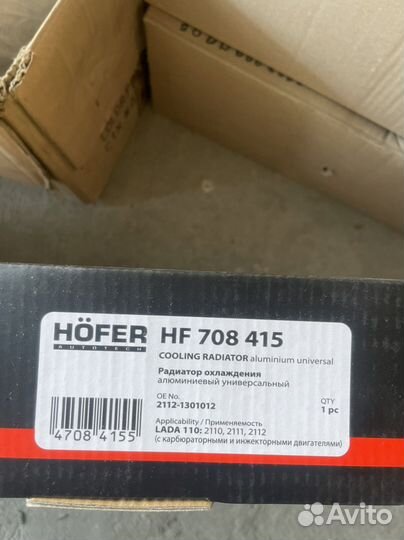 HÖFER
AUTOTECH
HF 708 415
COOLING RADIATOR aluminium universal
Радиатор охлаждения
алюминиевый универсальный
OE No.
2112-1301012
QTY
1 pc
Applicability / Применяемость
LADA 110: 2110, 2111, 2112
(с карбюраторными и инжекторными двигателями)
4708 4155
Avito